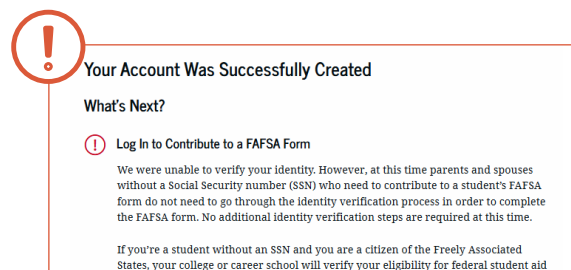 Your Account Was Successfully Created
What's Next?
Log In to Contribute to a FAFSA Form
We were unable to verify your identity. However, at this time parents and spouses
without a Social Security number (SSN) who need to contribute to a student's FAFSA
form do not need to go through the identity verification process in order to complete
the FAFSA form. No additional identity verification steps are required at this time.
If you're a student without an SSN and you are a citizen of the Freely Associated
States, your college or career school will verify your eligibility for federal student aid